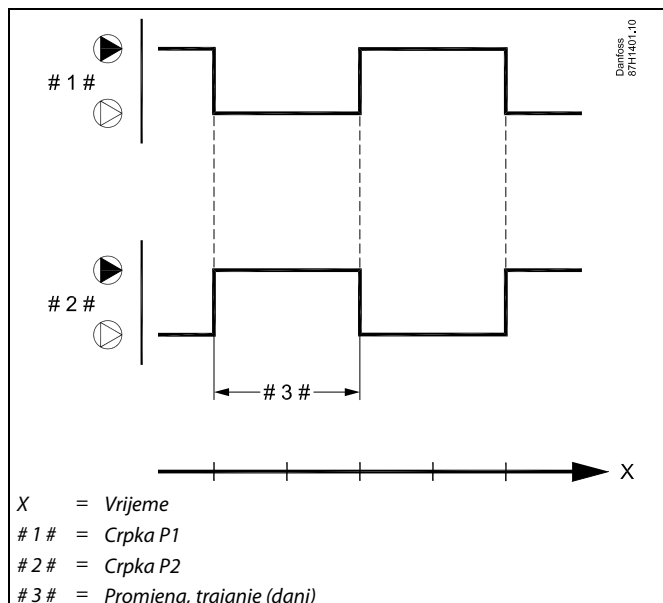 Danfoss
87H1401.10
# 1 #
# 2 #
# 3 #
X
X = Vrijeme
# 1 # = Crpka P1
# 2 # = Crpka P2
# 3 # = Promjena, trajanje (dani)